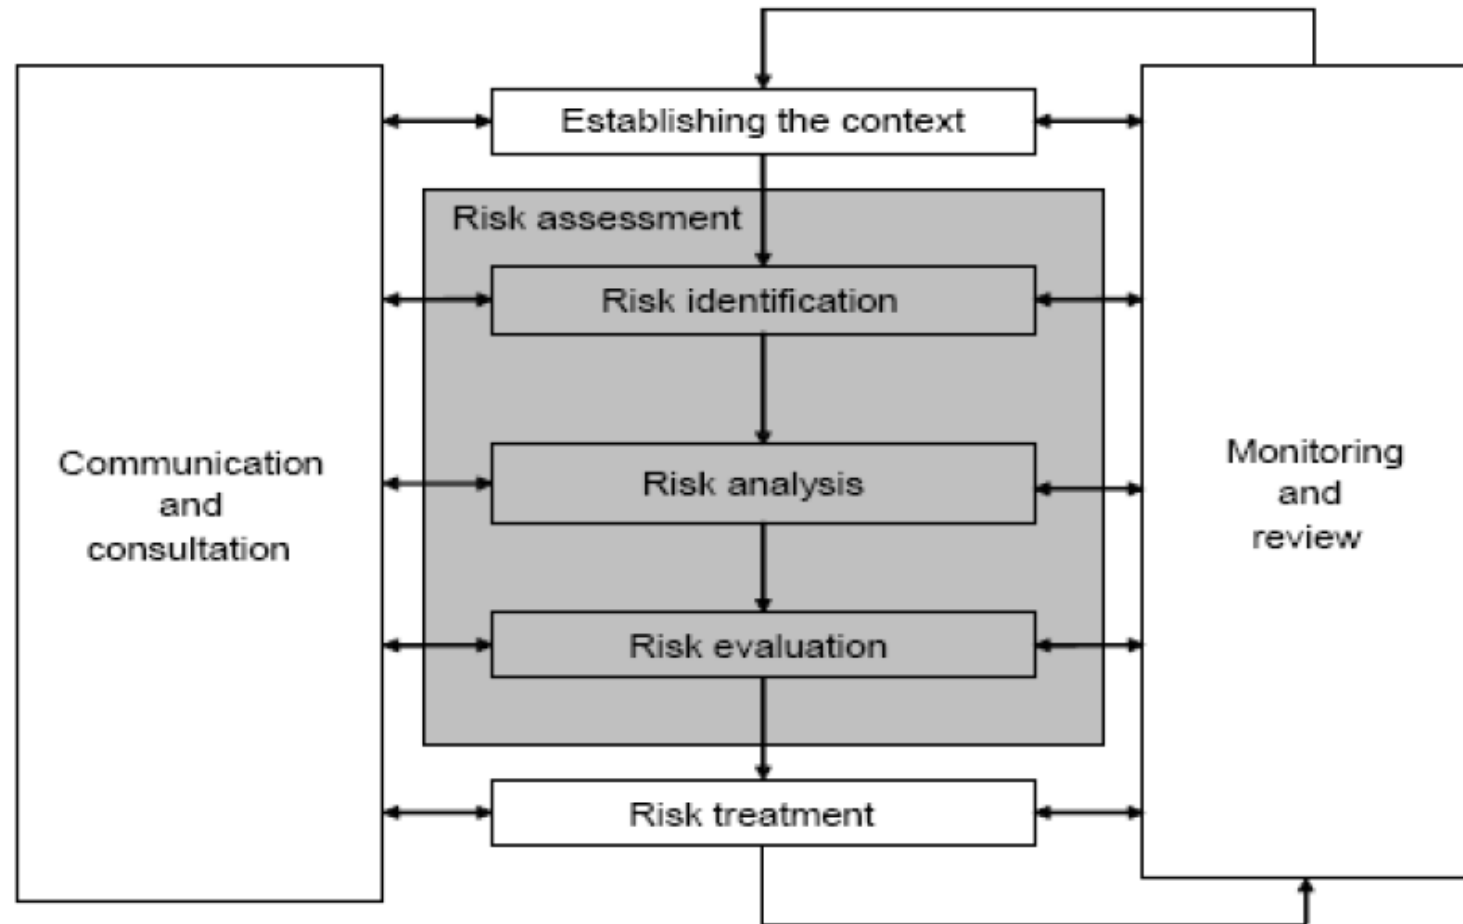 Establishing the context
Risk assessment
Risk identification
Risk analysis
Risk evaluation
Risk treatment
Communication
and
consultation
Monitoring
and
review